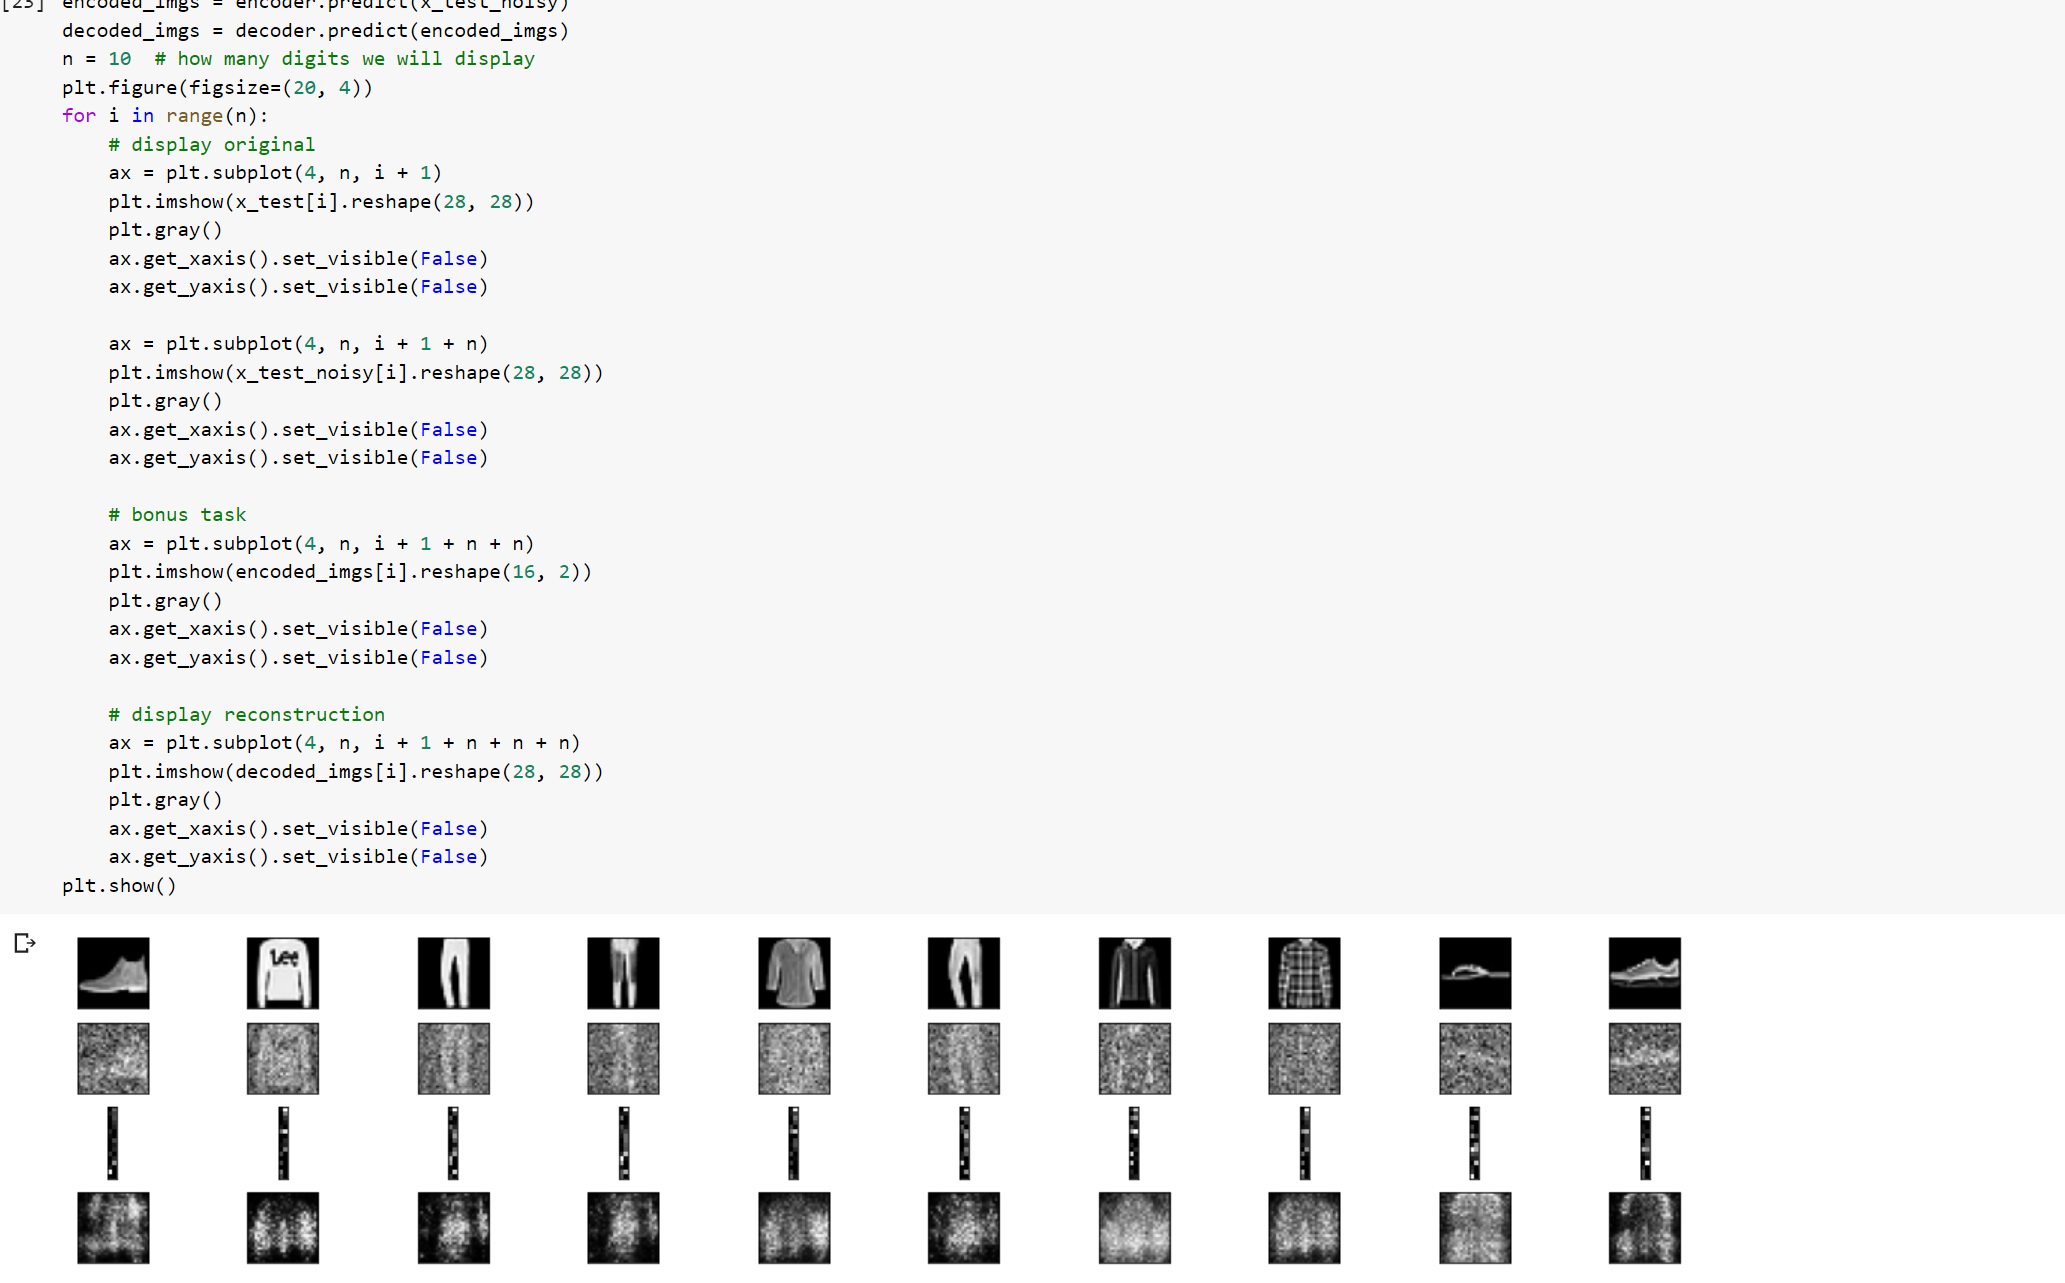 [23] encoded_imgs = encoder.predict(x_test_noisy)
decoded_imgs = decoder.predict(encoded_imgs)
n = 10  # how many digits we will display
plt.figure(figsize=(20, 4))
for i in range(n):
    # display original
    ax = plt.subplot(4, n, i + 1)
    plt.imshow(x_test[i].reshape(28, 28))
    plt.gray()
    ax.get_xaxis().set_visible(False)
    ax.get_yaxis().set_visible(False)
    ax = plt.subplot(4, n, i + 1 + n)
    plt.imshow(x_test_noisy[i].reshape(28, 28))
    plt.gray()
    ax.get_xaxis().set_visible(False)
    ax.get_yaxis().set_visible(False)
    # bonus task
    ax = plt.subplot(4, n, i + 1 + n + n)
    plt.imshow(encoded_imgs[i].reshape(16, 2))
    plt.gray()
    ax.get_xaxis().set_visible(False)
    ax.get_yaxis().set_visible(False)
    # display reconstruction
    ax = plt.subplot(4, n, i + 1 + n + n + n)
    plt.imshow(decoded_imgs[i].reshape(28, 28))
    plt.gray()
    ax.get_xaxis().set_visible(False)
    ax.get_yaxis().set_visible(False)
plt.show()
Lee